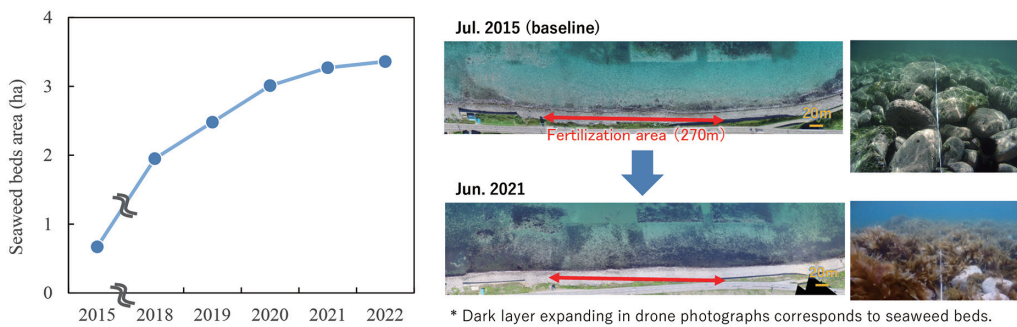 Seaweed beds area (ha)
4
3
2
1
0
2015 2018 2019 2020 2021 2022
Jul. 2015 (baseline)
20m
Fertilization area (270m)
Jun. 2021
20m
* Dark layer expanding in drone photographs corresponds to seaweed beds.